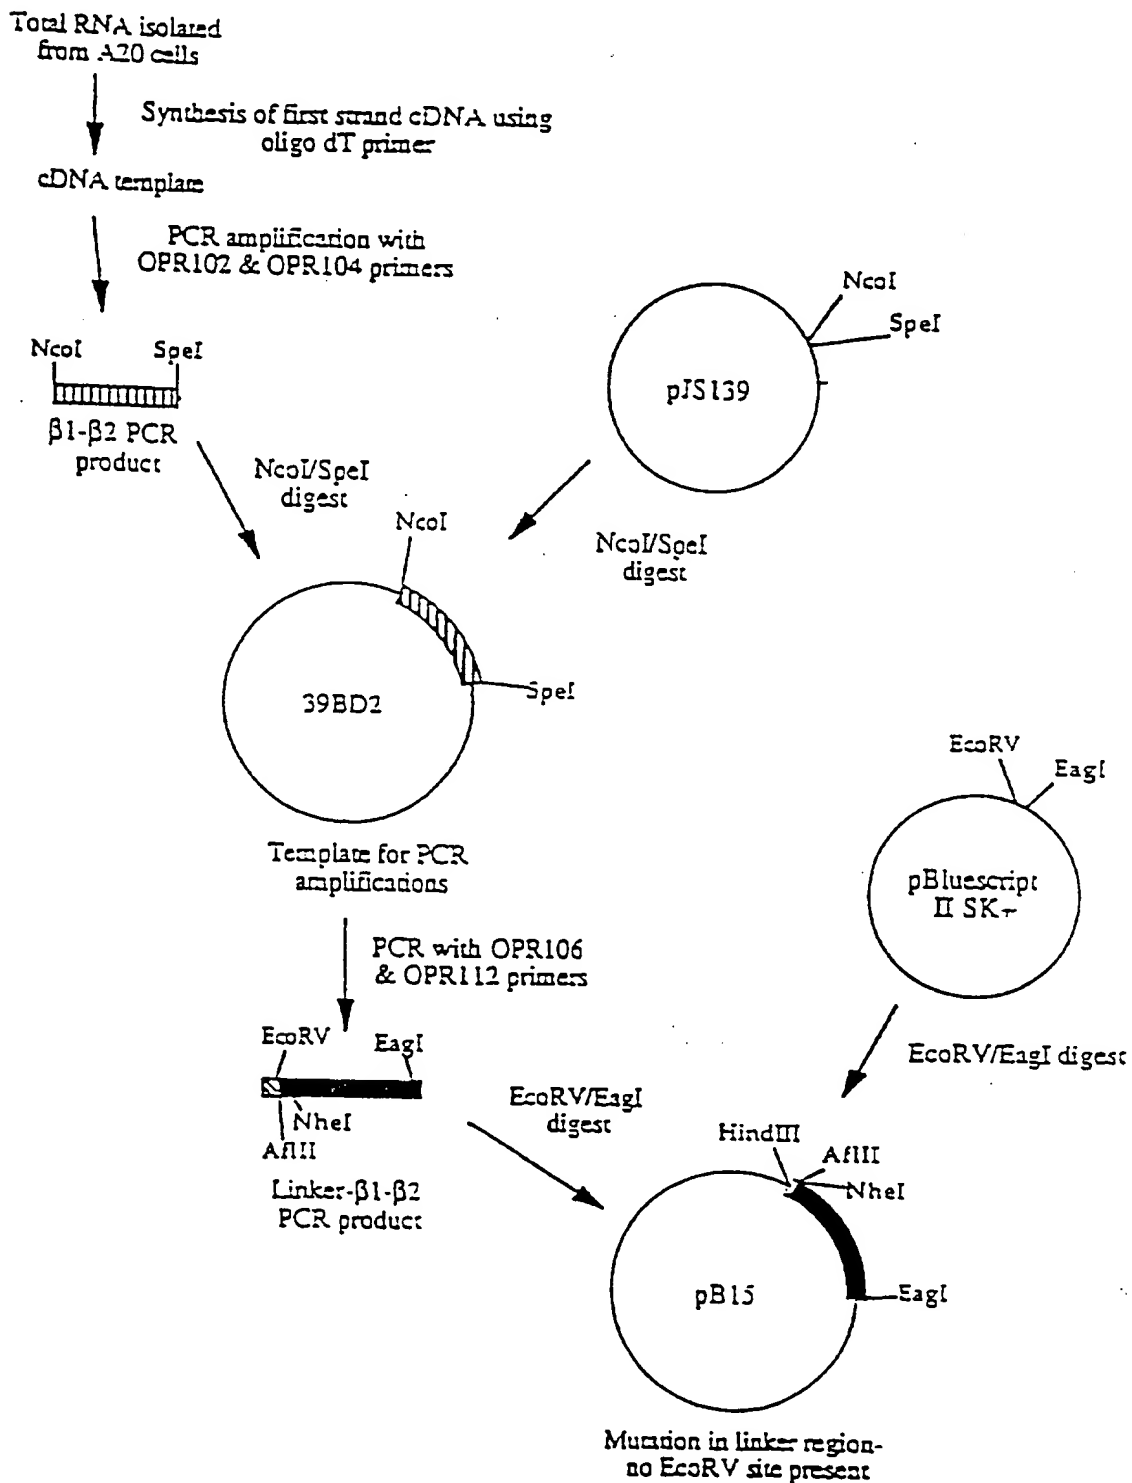 Total RNA isolated
from A20 cells
Synthesis of first strand cDNA using
oligo dT primer
cDNA template
PCR amplification with
OPR102 & OPR104 primers
NcoI
SpeI
NcoI
SpeI
pJS139
β1-β2 PCR
product
NcoI/SpeI
digest
NcoI/SpeI
digest
NcoI
39BD2
SpeI
EcoRV
EagI
Template for PCR
amplifications
pBluescript
II SK+
PCR with OPR106
& OPR112 primers
EcoRV
EagI
NheI
AflII
EcoRV/EagI
digest
EcoRV/EagI digest
Linker-β1-β2
PCR product
HindIII
AflII
NheI
pB15
EagI
Mutation in linker region-
no EcoRV site present